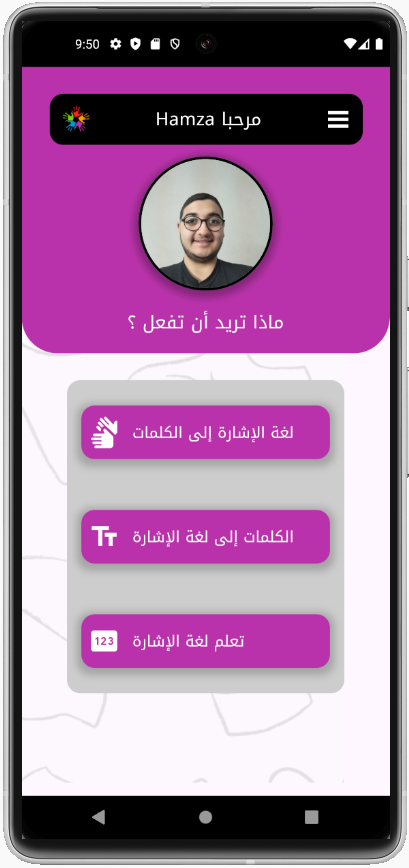 9:50
مرحبا Hamza
ماذا تريد أن تفعل ؟
لغة الإشارة إلى الكلمات
TT الكلمات إلى لغة الإشارة
123 تعلم لغة الإشارة